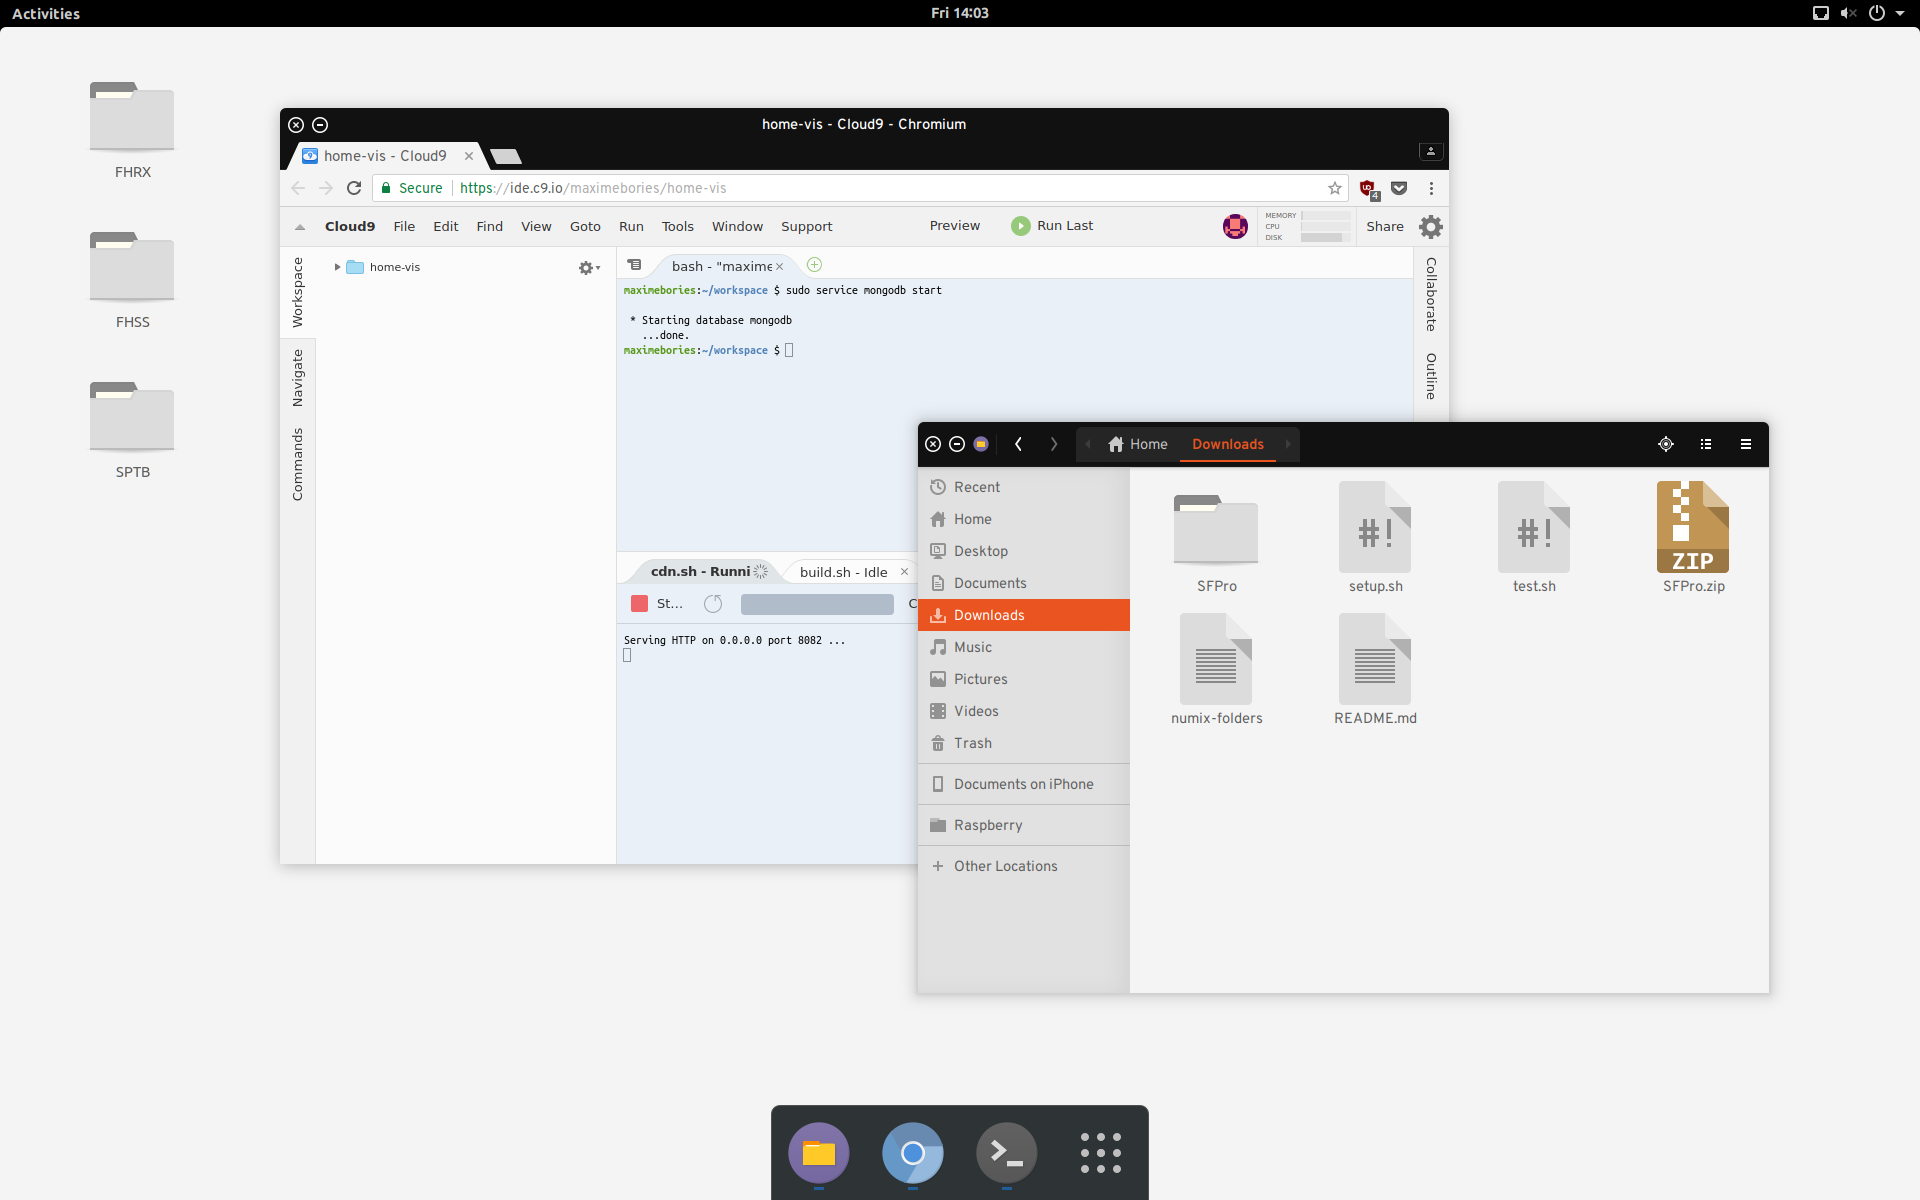 Activities
Fri 14:03
FHRX
FHSS
SPTB
home-vis - Cloud9 - Chromium
home-vis - Cloud9
Secure
https://ide.c9.io/maximebories/home-vis
4
Cloud9 File Edit Find View Goto Run Tools Window Support
Preview
Run Last
MEMORY
CPU
DISK
Share
Workspace
Navigate
Commands
home-vis
bash - "maxime
maximebories:~/workspace $ sudo service mongodb start
* Starting database mongodb
...done.
maximebories:~/workspace $
Collaborate
Outline
cdn.sh - Runni
build.sh - Idle
St...
C
Serving HTTP on 0.0.0.0 port 8082 ...
Home
Downloads
Recent
Home
Desktop
Documents
Downloads
Music
Pictures
Videos
Trash
Documents on iPhone
Raspberry
Other Locations
SFPro
#!
setup.sh
#!
test.sh
ZIP
SFPro.zip
numix-folders
README.md